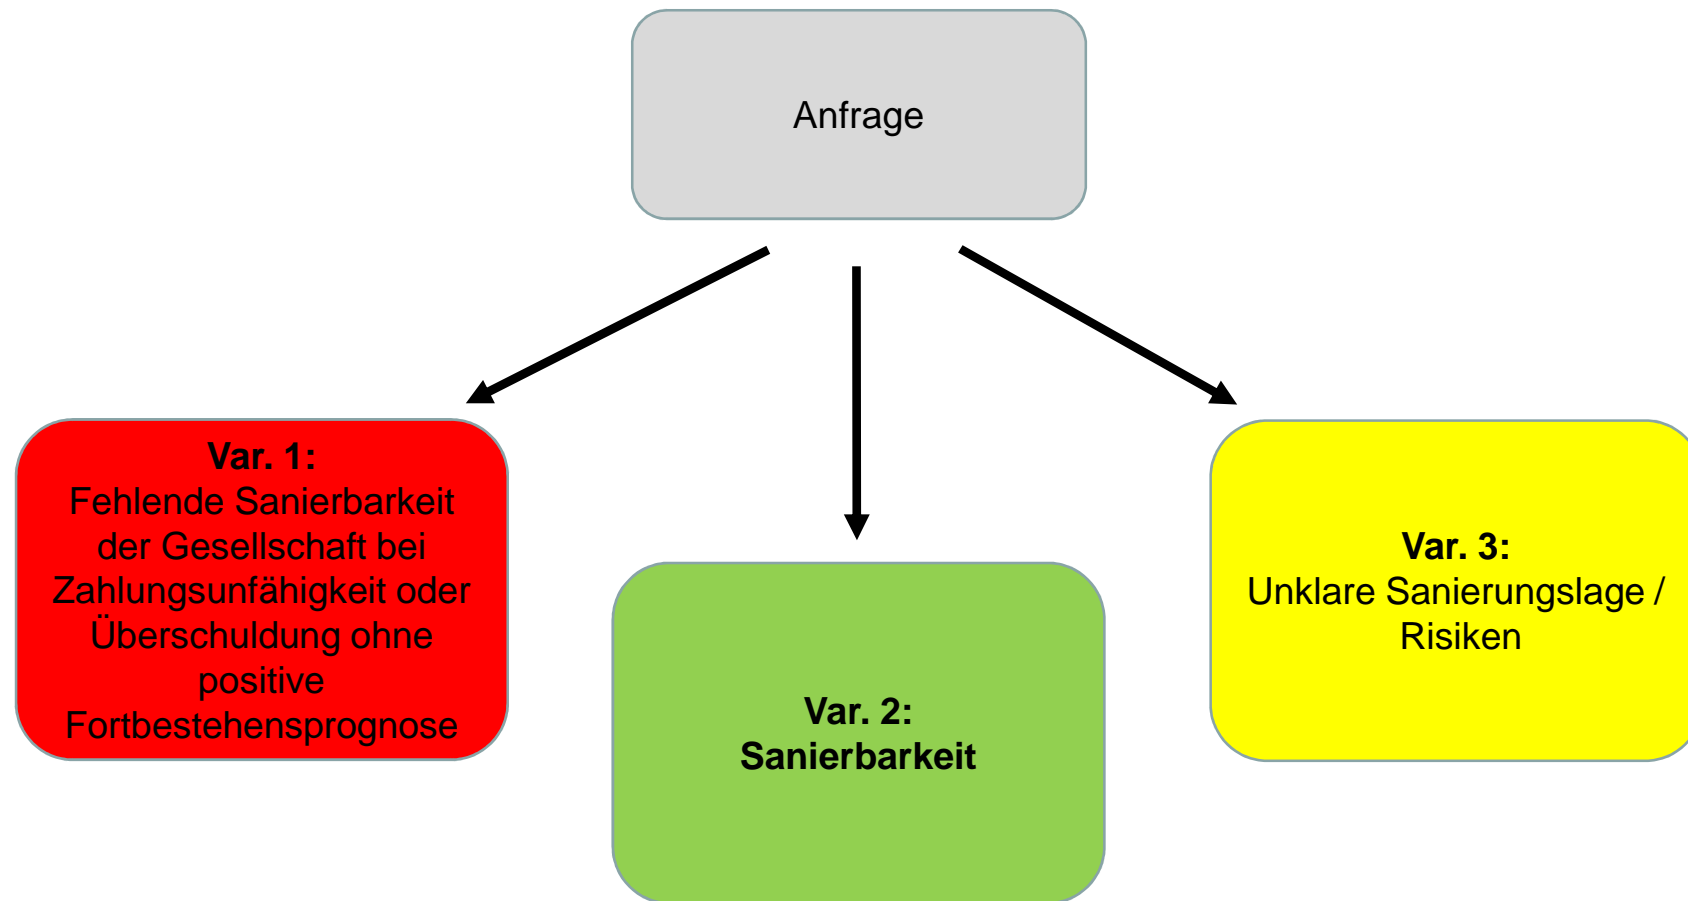 Anfrage
Var. 1:
Fehlende Sanierbarkeit
der Gesellschaft bei
Zahlungsunfähigkeit oder
Überschuldung ohne
positive
Fortbestehensprognose
Var. 2:
Sanierbarkeit
Var. 3:
Unklare Sanierungslage /
Risiken